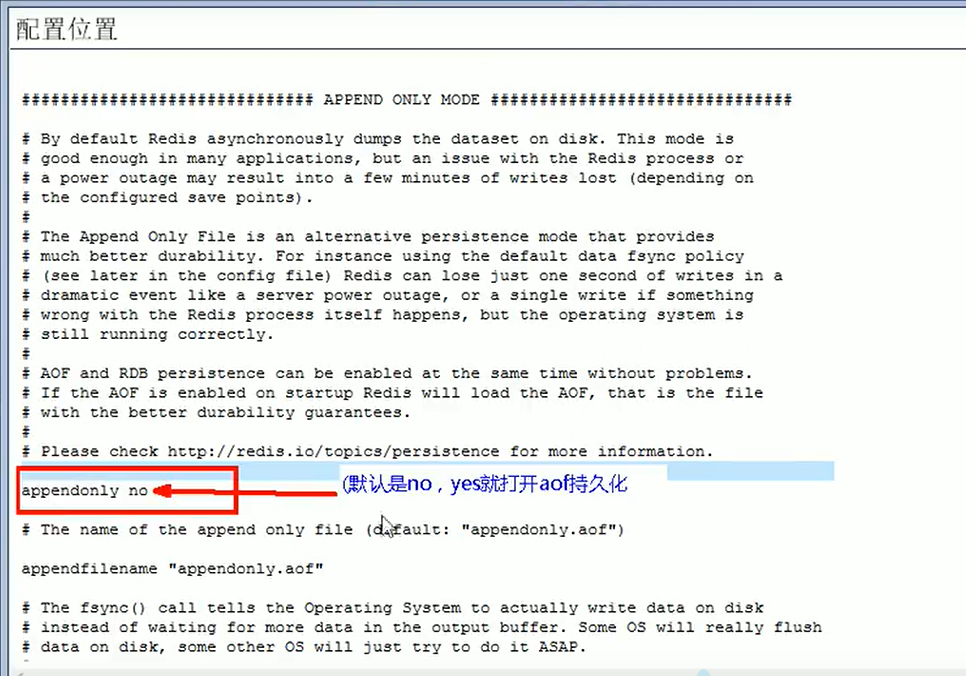 配置位置
############################## APPEND ONLY MODE ###############################
# By default Redis asynchronously dumps the dataset on disk. This mode is
# good enough in many applications, but an issue with the Redis process or
# a power outage may result into a few minutes of writes lost (depending on
# the configured save points).
#
# The Append Only File is an alternative persistence mode that provides
# much better durability. For instance using the default data fsync policy
# (see later in the config file) Redis can lose just one second of writes in a
# dramatic event like a server power outage, or a single write if something
# wrong with the Redis process itself happens, but the operating system is
# still running correctly.
#
# AOF and RDB persistence can be enabled at the same time without problems.
# If the AOF is enabled on startup Redis will load the AOF, that is the file
# with the better durability guarantees.
#
# Please check http://redis.io/topics/persistence for more information.
appendonly no (默认是no，yes就打开aof持久化
# The name of the append only file (default: "appendonly.aof")
appendfilename "appendonly.aof"
# The fsync() call tells the Operating System to actually write data on disk
# instead of waiting for more data in the output buffer. Some OS will really flush
# data on disk, some other OS will just try to do it ASAP.